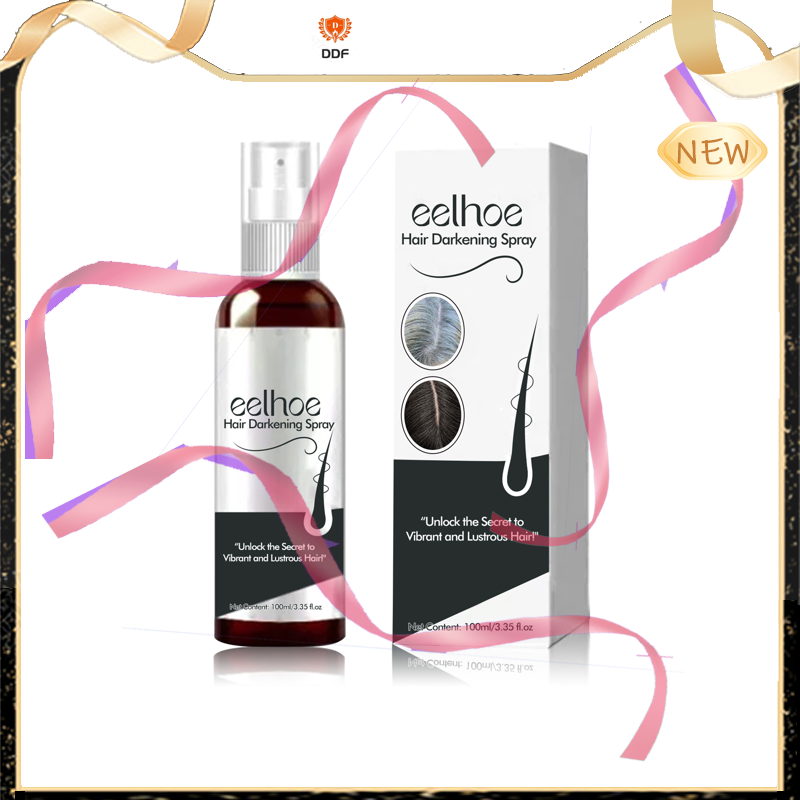 DDF
NEW
eelhoe
Hair Darkening Spray
"Unlock the Secret to
Vibrant and Lustrous Hair!"
Net Content: 100ml/3.35 fl.oz
eelhoe
Hair Darkening Spray
"Unlock the Secret to
Vibrant and Lustrous Hair!"
Net Content: 100ml/3.35 fl.oz